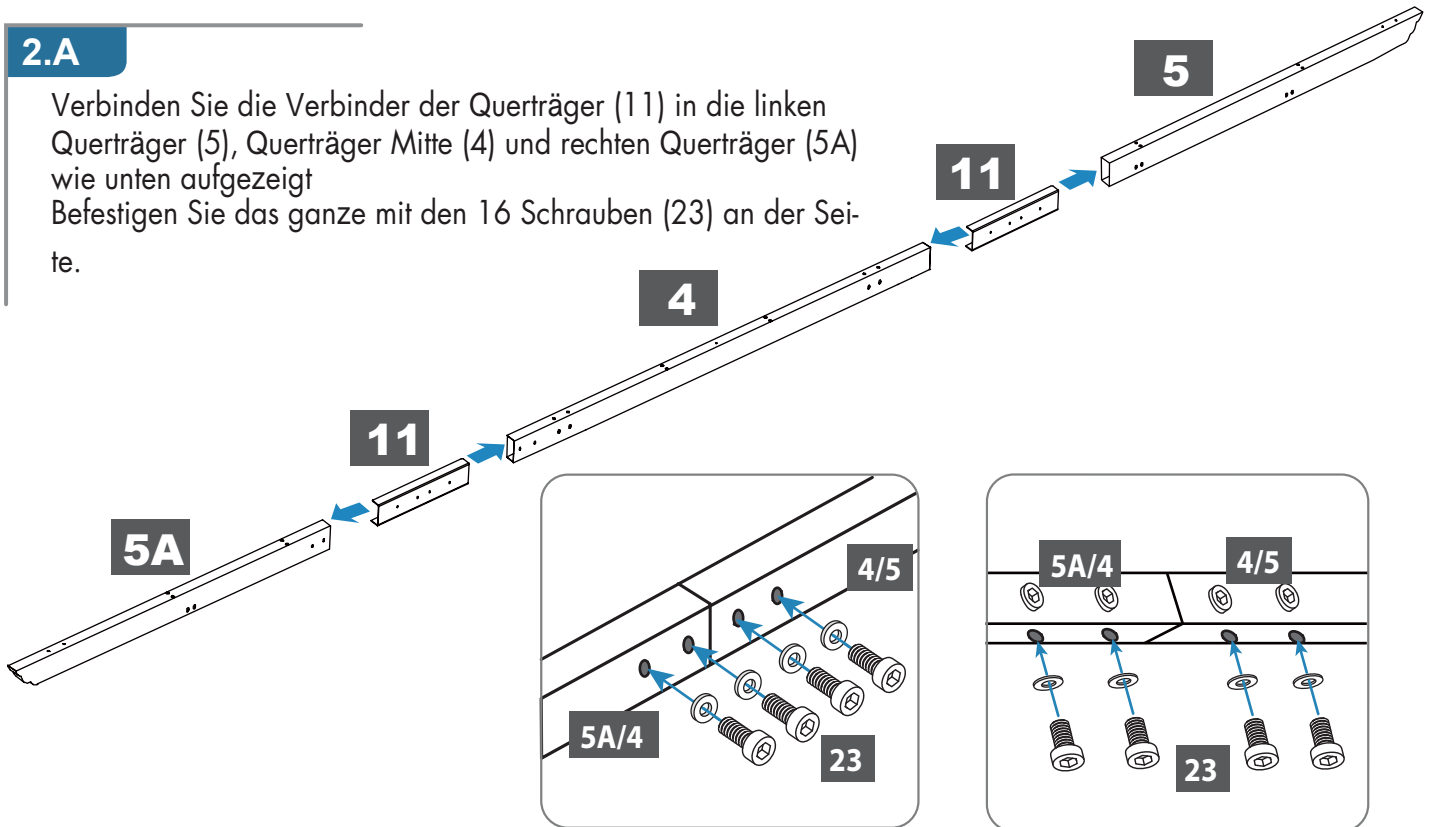 2.A
Verbinden Sie die Verbinder der Querträger (11) in die linken
Querträger (5), Querträger Mitte (4) und rechten Querträger (5A)
wie unten aufgezeigt
Befestigen Sie das ganze mit den 16 Schrauben (23) an der Sei-
te.
5
11
4
11
5A
4/5
5A/4
23
5A/4
4/5
23